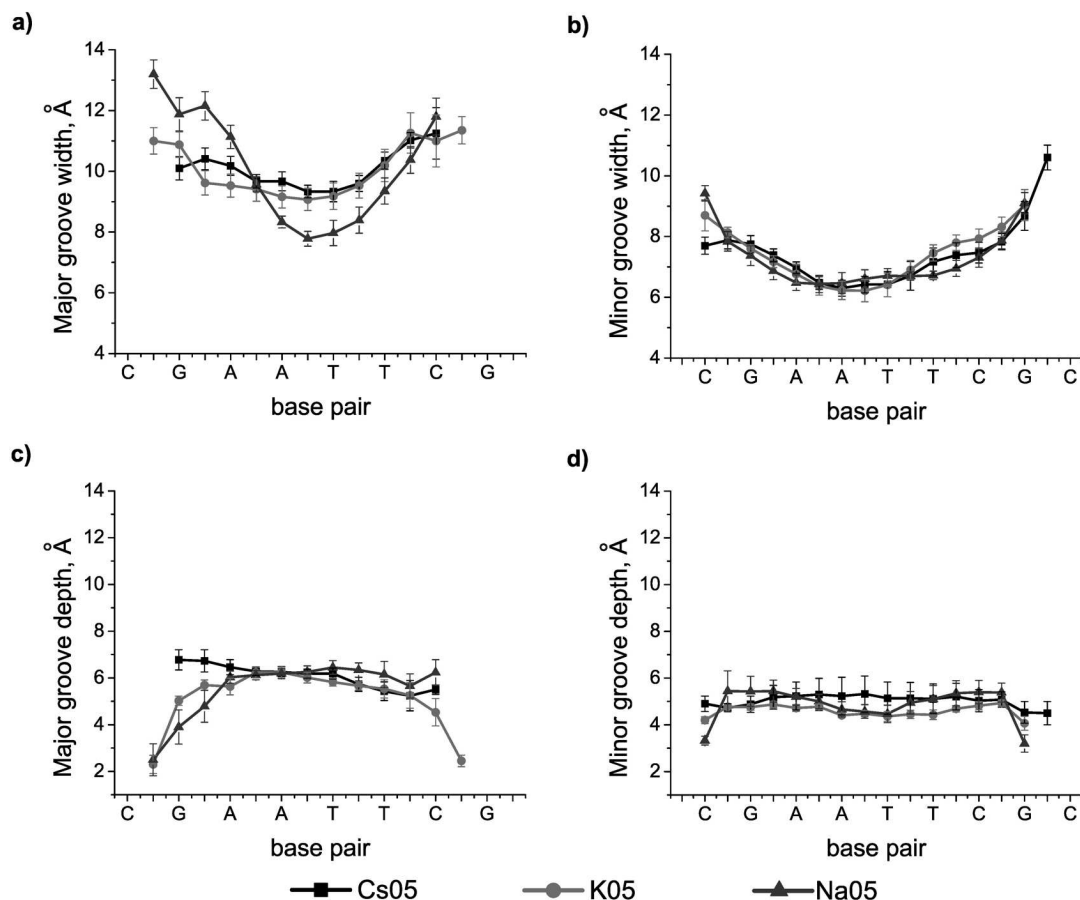 a)
Major groove width, Å
14
12
10
8
6
4
C G A A T T C G
base pair
b)
Minor groove width, Å
14
12
10
8
6
4
C G A A T T C G C
base pair
c)
Major groove depth, Å
14
12
10
8
6
4
2
C G A A T T C G
base pair
d)
Minor groove depth, Å
14
12
10
8
6
4
2
C G A A T T C G C
base pair
Cs05 K05 Na05